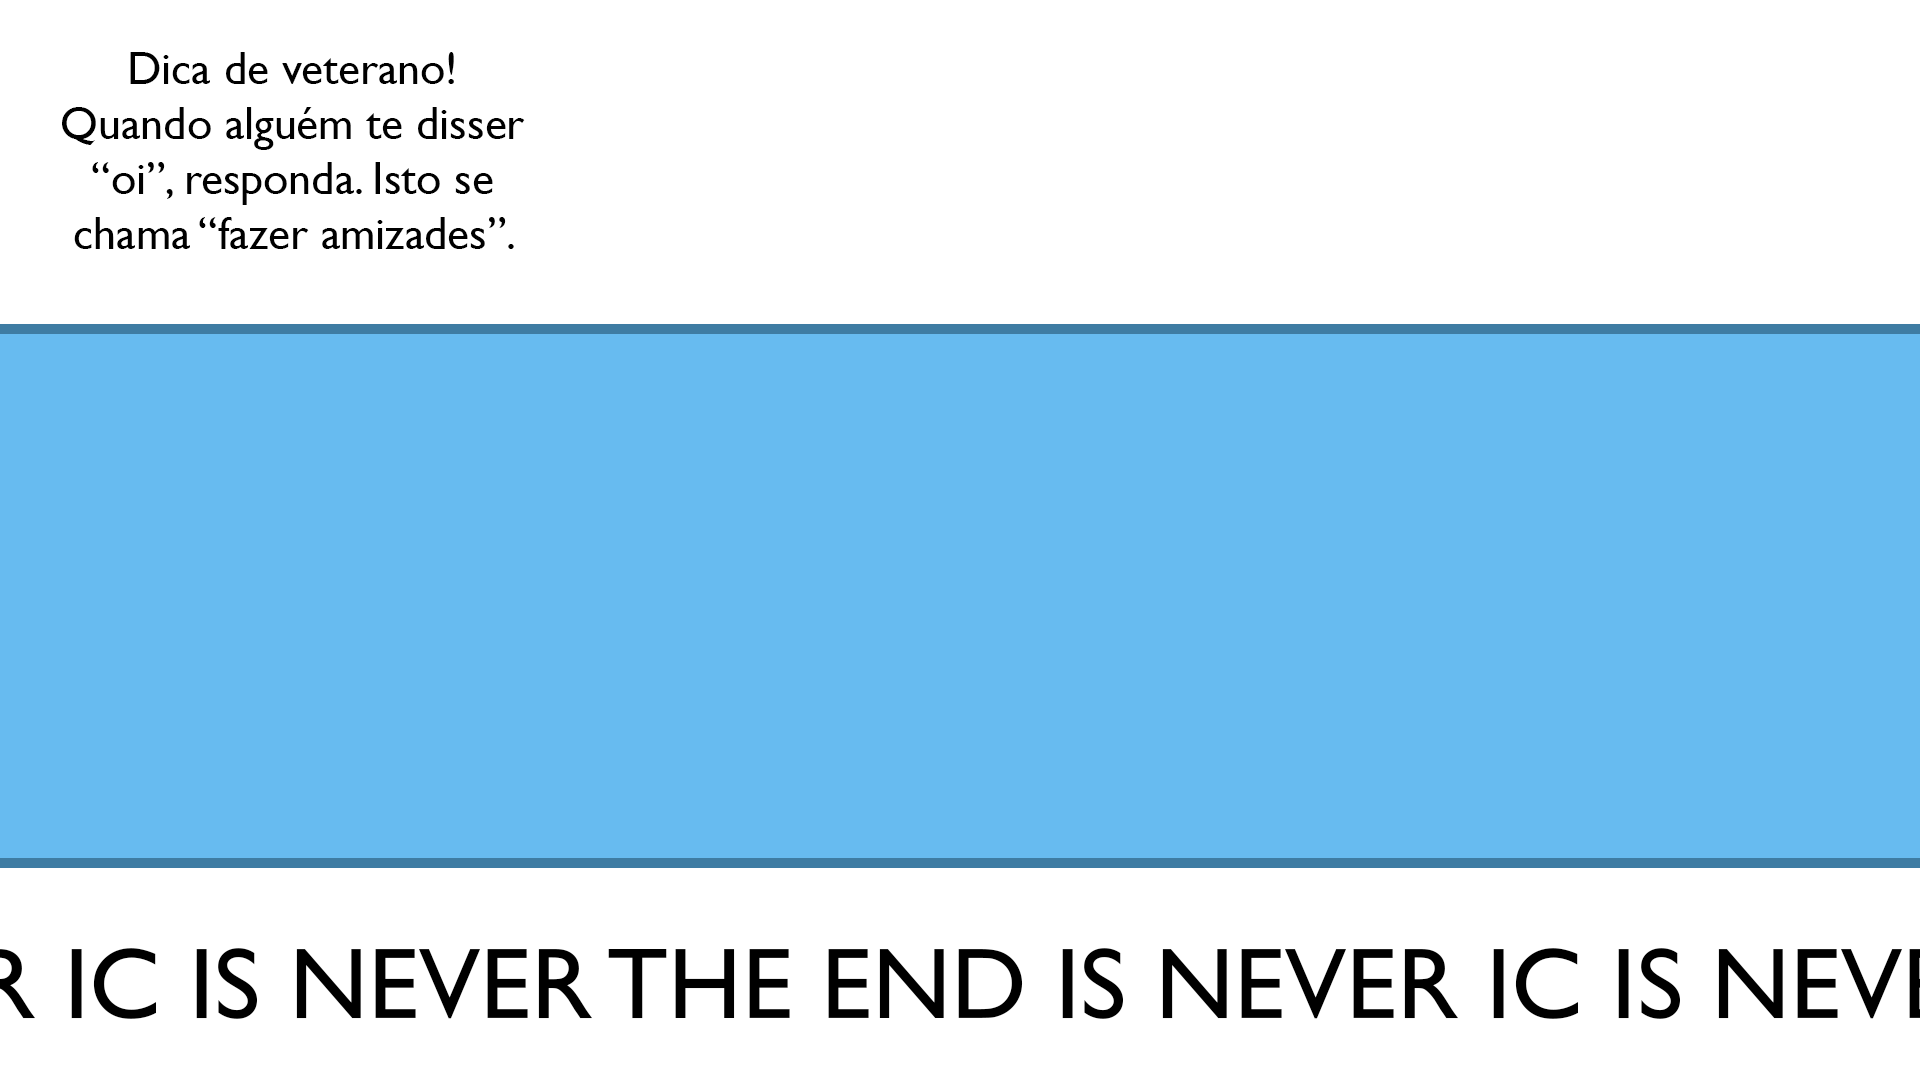 Dica de veterano!
Quando alguém te disser
“oi”, responda. Isto se
chama “fazer amizades”.
R IC IS NEVER THE END IS NEVER IC IS NEVE